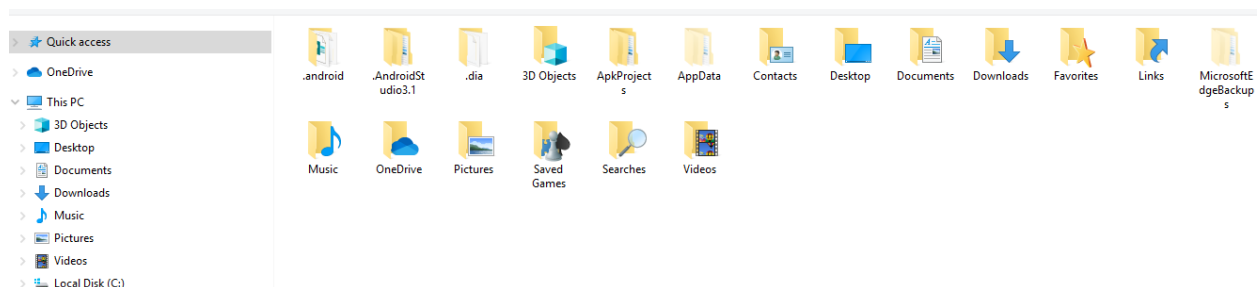 Quick access
OneDrive
This PC
3D Objects
Desktop
Documents
Downloads
Music
Pictures
Videos
Local Disk (C:)
.android
.AndroidSt
udio3.1
.dia
3D Objects
ApkProject
s
AppData
Contacts
Desktop
Documents
Downloads
Favorites
Links
MicrosoftE
dgeBackup
s
Music
OneDrive
Pictures
Saved
Games
Searches
Videos